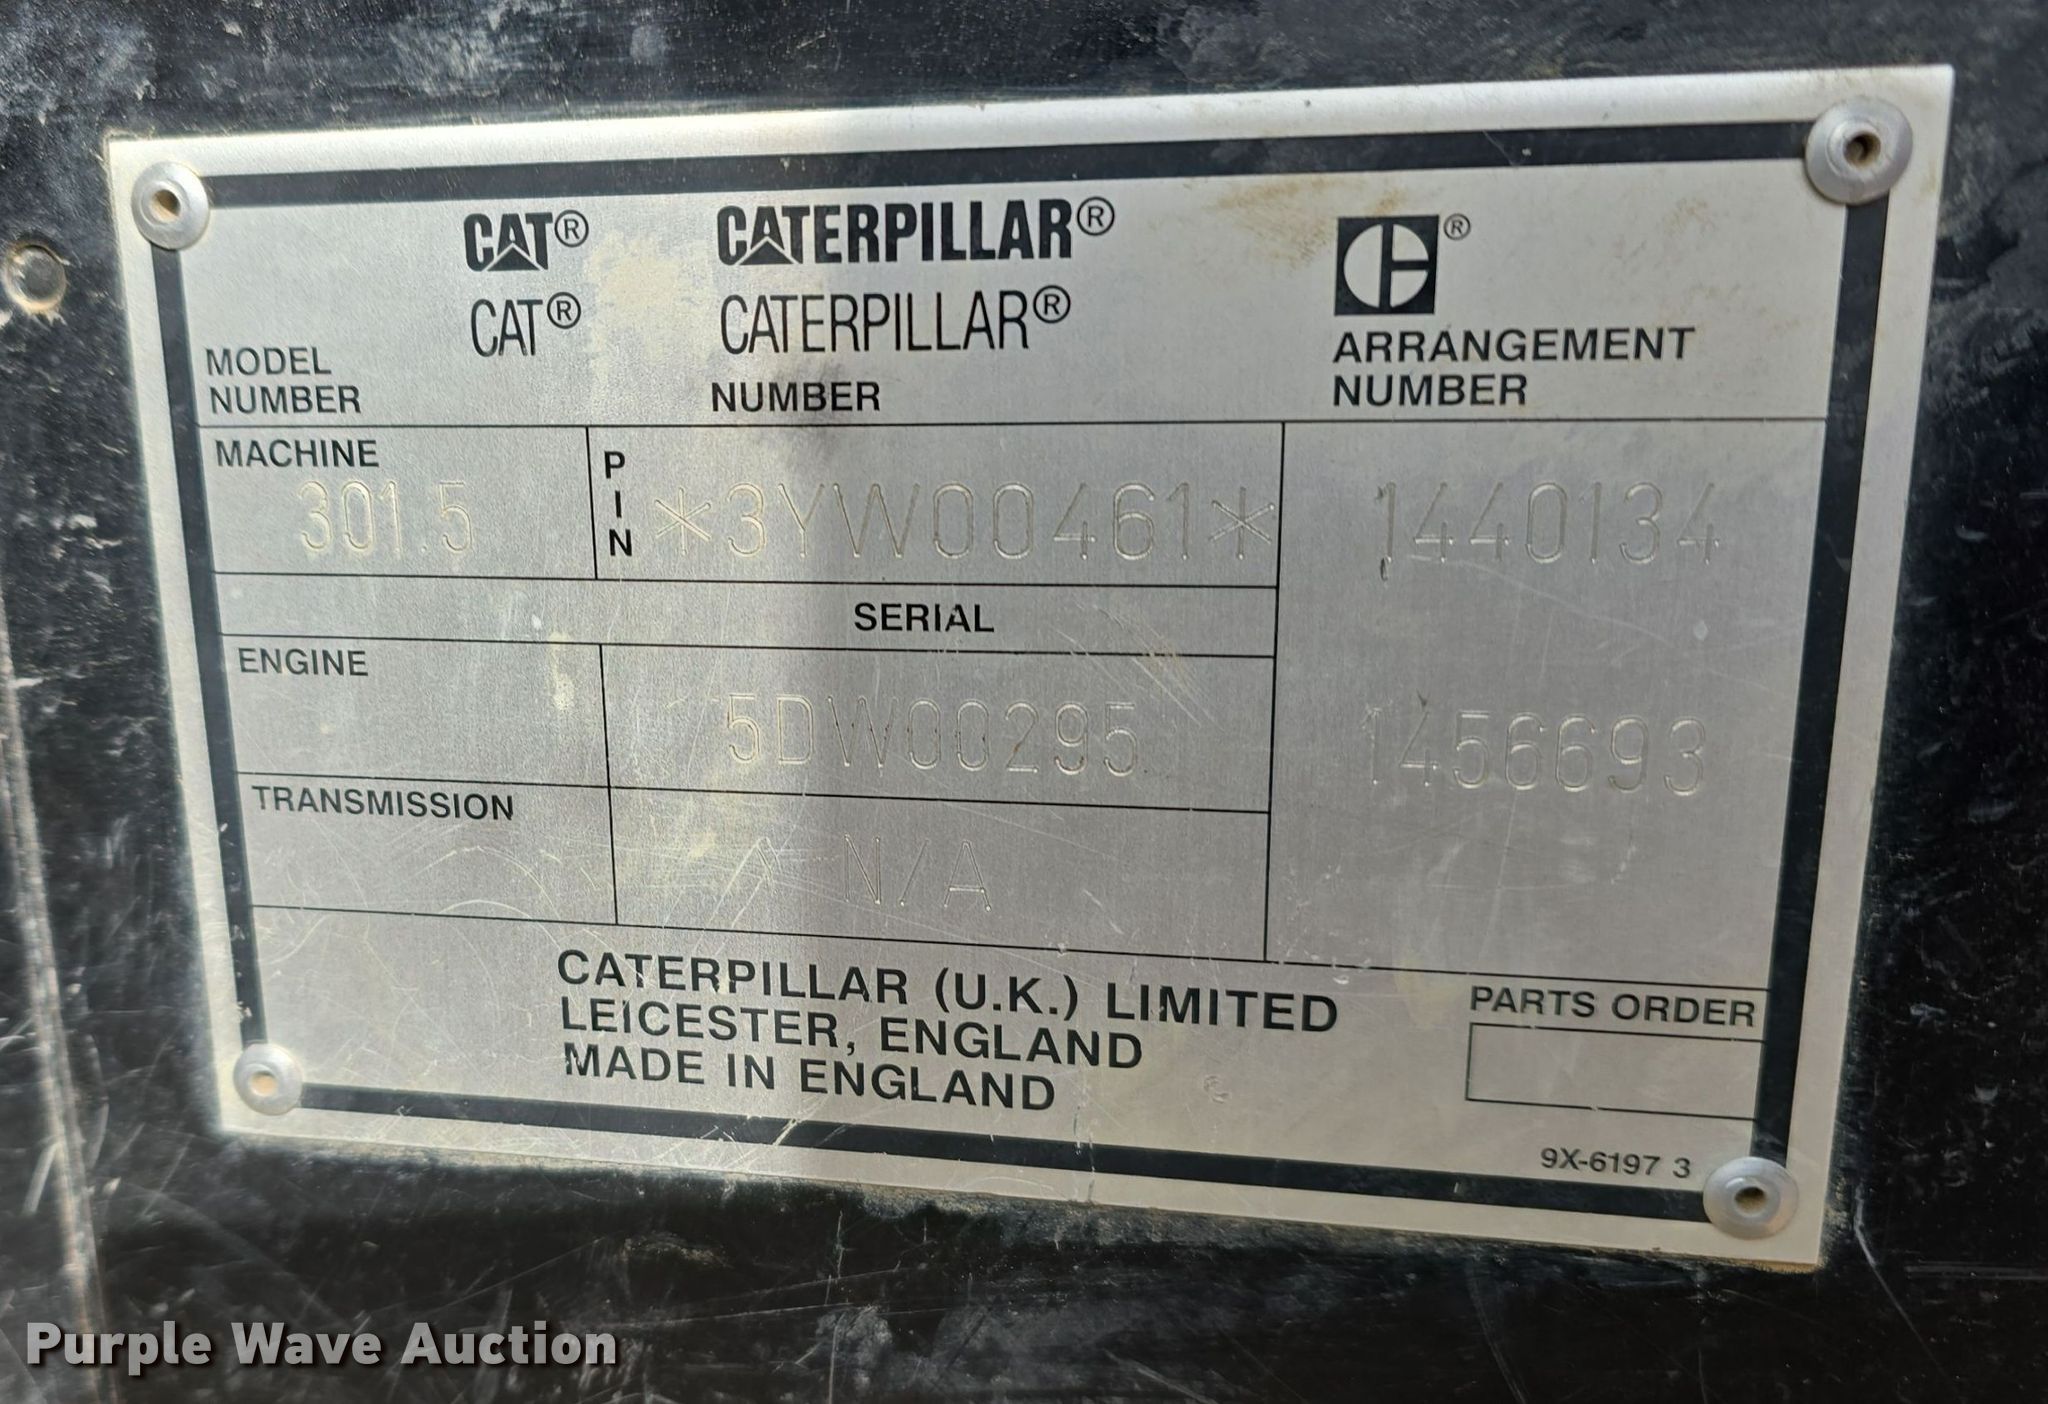 CAT® CATERPILLAR®
CAT® CATERPILLAR®
MODEL NUMBER
NUMBER
ARRANGEMENT NUMBER
MACHINE
301.5
PIN
*3YW00461*
1440134
SERIAL
ENGINE
5DW00295
1456693
TRANSMISSION
N/A
CATERPILLAR (U.K.) LIMITED
LEICESTER, ENGLAND
MADE IN ENGLAND
PARTS ORDER
9X-6197 3
Purple Wave Auction